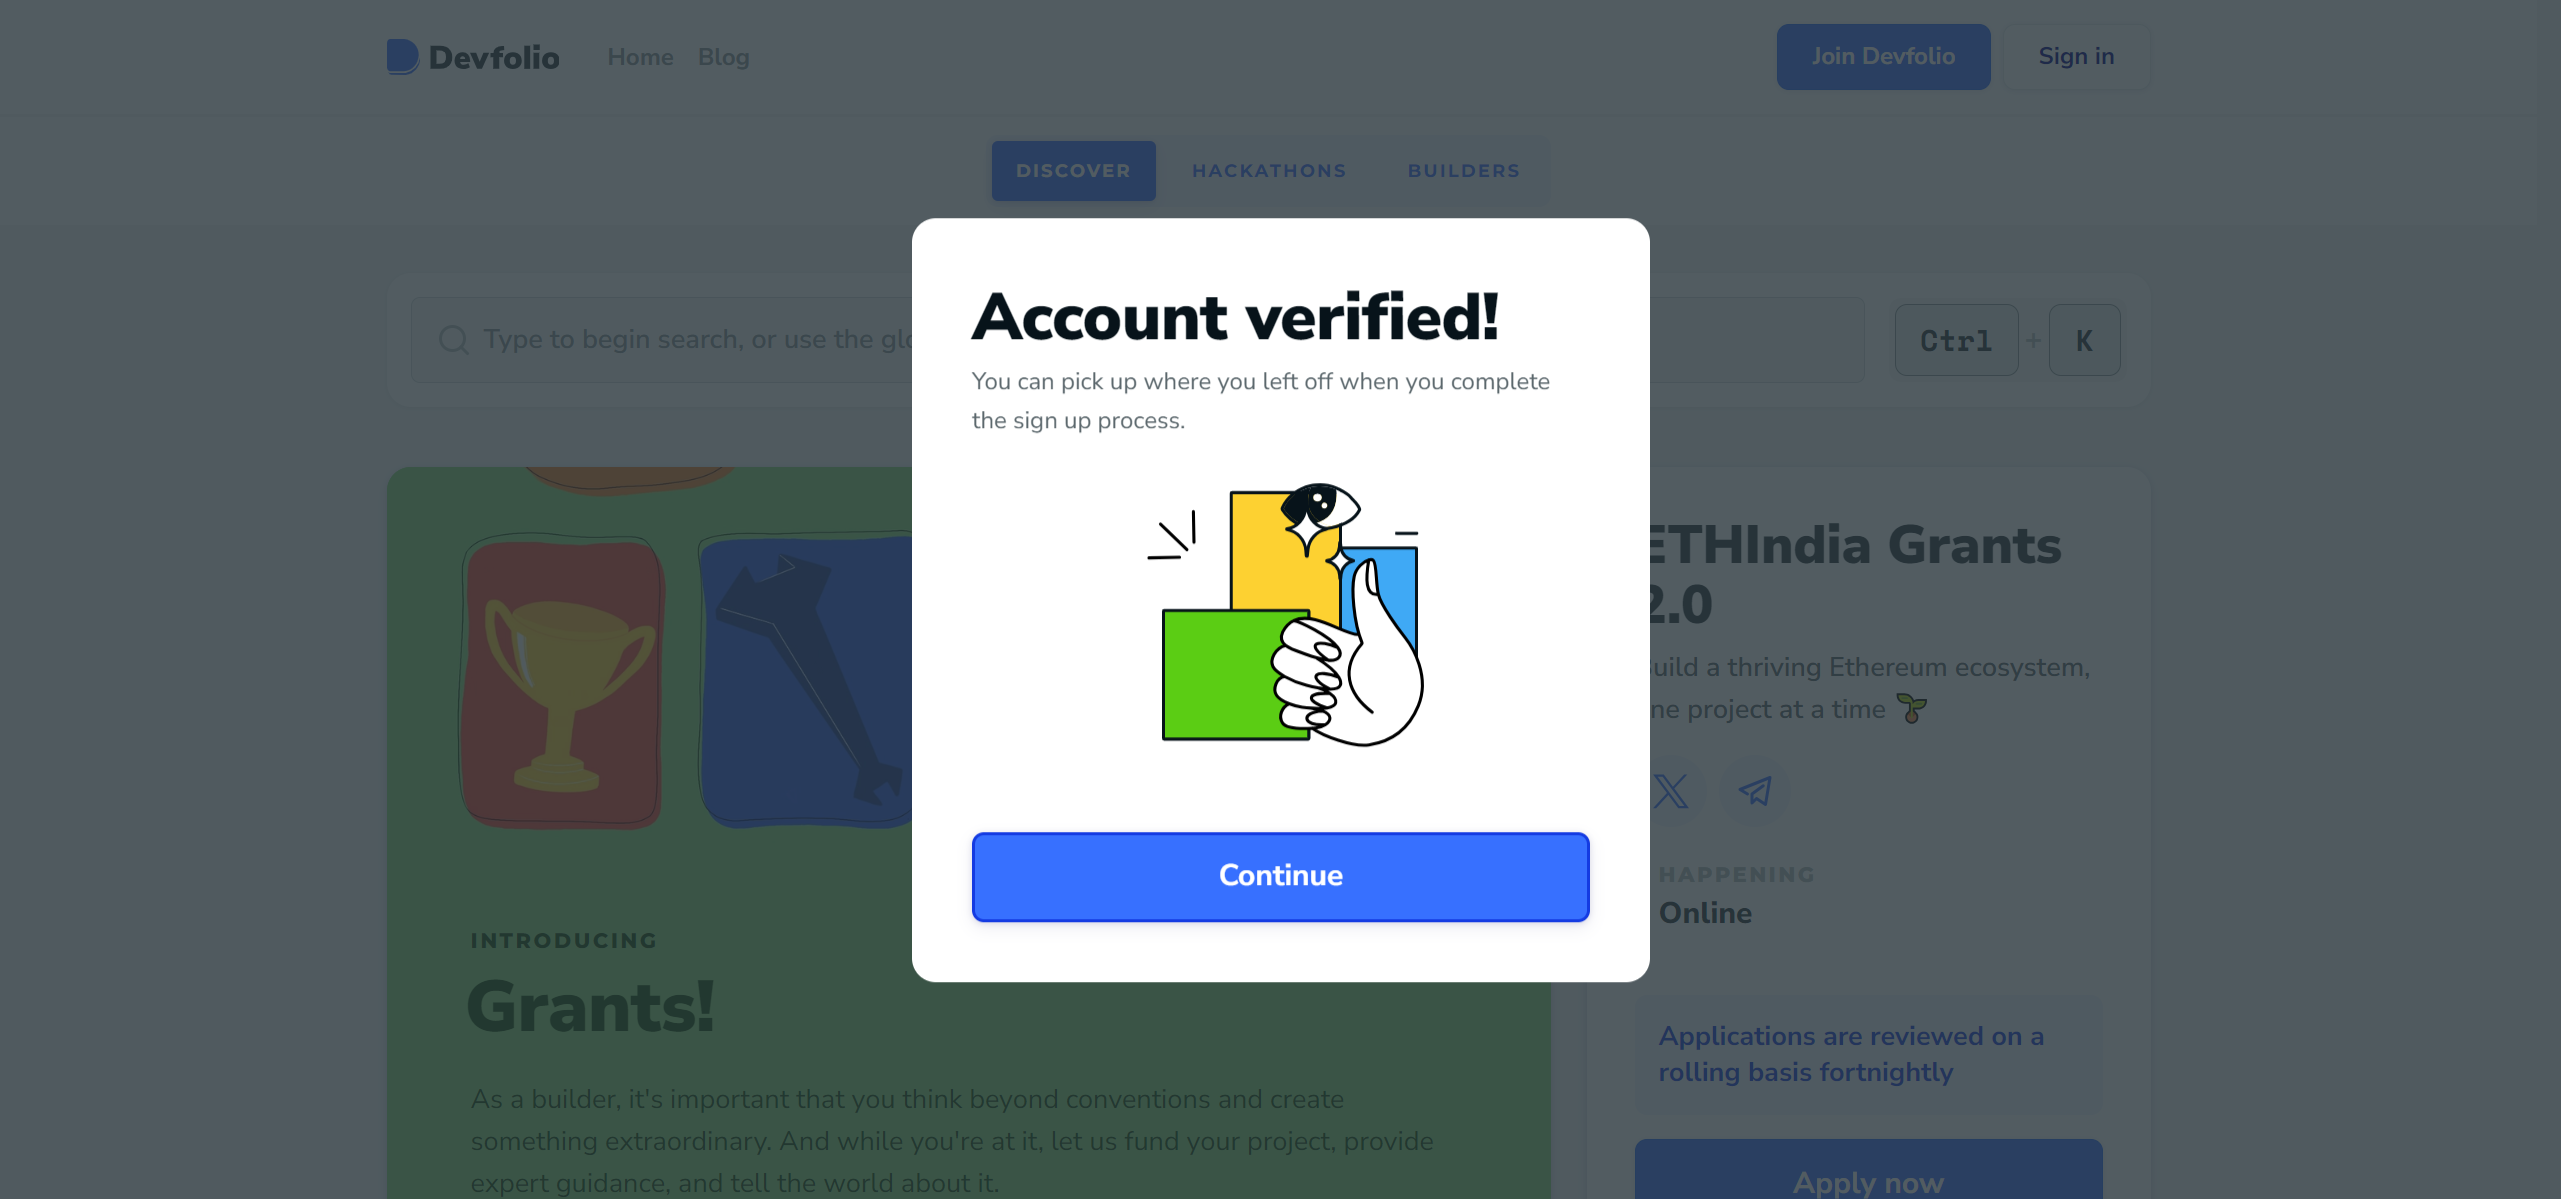 Devfolio
Home
Blog
Join Devfolio
Sign in
DISCOVER
HACKATHONS
BUILDERS
Type to begin search, or use the
Ctrl + K
Account verified!
You can pick up where you left off when you complete
the sign up process.
Continue
INTRODUCING
Grants!
As a builder, it's important that you think beyond conventions and create
something extraordinary. And while you're at it, let us fund your project, provide
expert guidance, and tell the world about it.
ETHIndia Grants
2.0
uild a thriving Ethereum ecosystem,
ne project at a time
HAPPENING
Online
Applications are reviewed on a
rolling basis fortnightly
Apply now